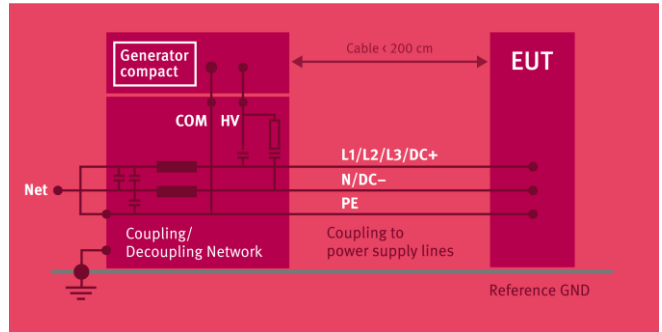 Generator
compact
Cable < 200 cm
EUT
COM HV
L1/L2/L3/DC+
Net
N/DC–
PE
Coupling/
Decoupling Network
Coupling to
power supply lines
Reference GND